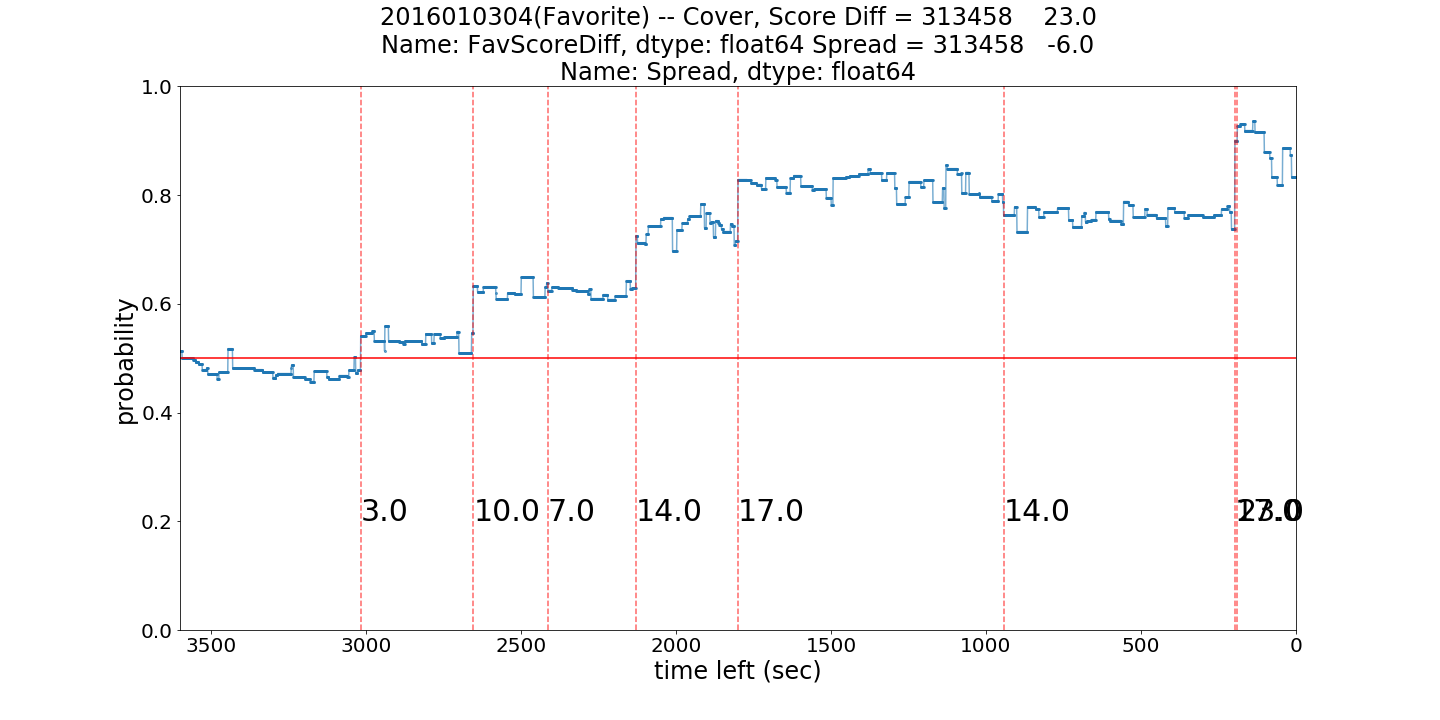 2016010304(Favorite) -- Cover, Score Diff = 313458    23.0
Name: FavScoreDiff, dtype: float64 Spread = 313458   -6.0
Name: Spread, dtype: float64
1.0
0.8
0.6
0.4
0.2
0.0
probability
3.0 10.0 7.0 14.0 17.0 14.0
3500 3000 2500 2000 1500 1000 500 0
time left (sec)